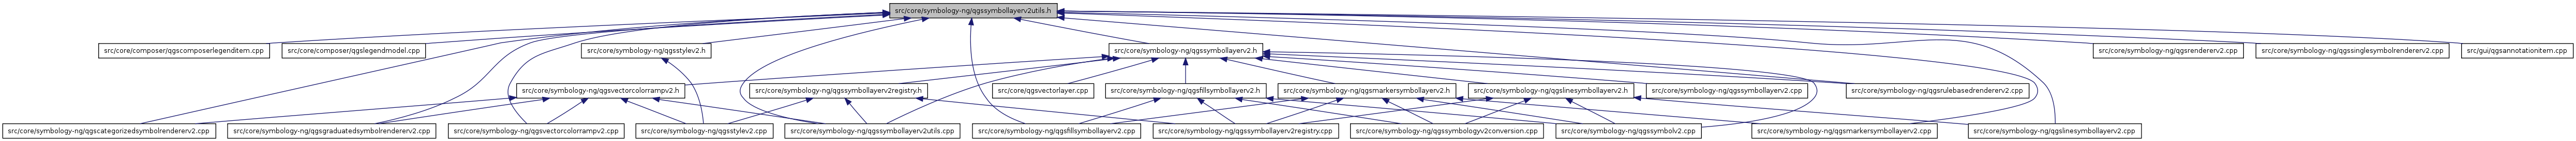 src/core/symbology-ng/qgssymbollayerv2utils.h
src/core/composer/qgscomposerlegenditem.cpp
src/core/composer/qgslegendmodel.cpp
src/core/symbology-ng/qgsstylev2.h
src/core/symbology-ng/qgssymbollayerv2.h
src/core/symbology-ng/qgsrendererv2.cpp
src/core/symbology-ng/qgssinglesymbolrendererv2.cpp
src/gui/qgsannotationitem.cpp
src/core/symbology-ng/qgsvectorcolorrampv2.h
src/core/symbology-ng/qgssymbollayerv2registry.h
src/core/qgsvectorlayer.cpp
src/core/symbology-ng/qgsfillsymbollayerv2.h
src/core/symbology-ng/qgsmarkersymbollayerv2.h
src/core/symbology-ng/qgslinesymbollayerv2.h
src/core/symbology-ng/qgssymbollayerv2.cpp
src/core/symbology-ng/qgsrulebasedrendererv2.cpp
src/core/symbology-ng/qgscategorizedsymbolrendererv2.cpp
src/core/symbology-ng/qgsgraduatedsymbolrendererv2.cpp
src/core/symbology-ng/qgsvectorcolorrampv2.cpp
src/core/symbology-ng/qgsstylev2.cpp
src/core/symbology-ng/qgssymbollayerv2utils.cpp
src/core/symbology-ng/qgsfillsymbollayerv2.cpp
src/core/symbology-ng/qgssymbollayerv2registry.cpp
src/core/symbology-ng/qgssymbologyv2conversion.cpp
src/core/symbology-ng/qgssymbolv2.cpp
src/core/symbology-ng/qgsmarkersymbollayerv2.cpp
src/core/symbology-ng/qgslinesymbollayerv2.cpp